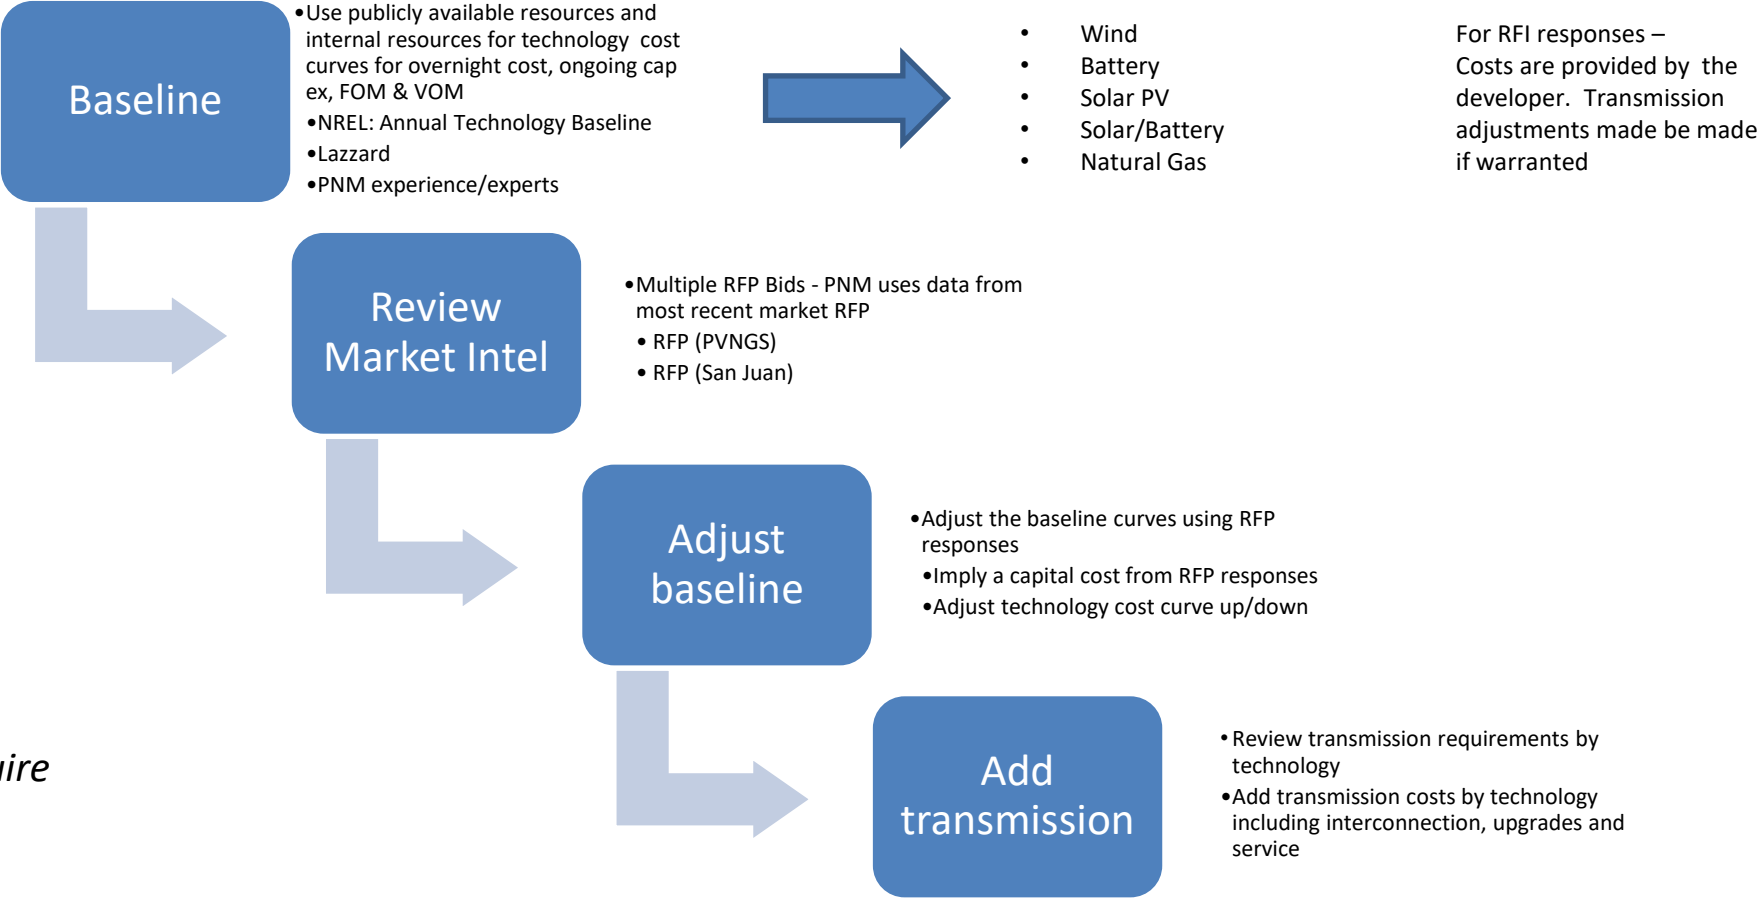 Baseline
•Use publicly available resources and
internal resources for technology cost
curves for overnight cost, ongoing cap
ex, FOM & VOM
•NREL: Annual Technology Baseline
•Lazzard
•PNM experience/experts
• Wind
• Battery
• Solar PV
• Solar/Battery
• Natural Gas
For RFI responses –
Costs are provided by the
developer. Transmission
adjustments made be made
if warranted
Review
Market Intel
•Multiple RFP Bids - PNM uses data from
most recent market RFP
• RFP (PVNGS)
• RFP (San Juan)
Adjust
baseline
•Adjust the baseline curves using RFP
responses
•Imply a capital cost from RFP responses
•Adjust technology cost curve up/down
Add
transmission
• Review transmission requirements by
technology
•Add transmission costs by technology
including interconnection, upgrades and
service